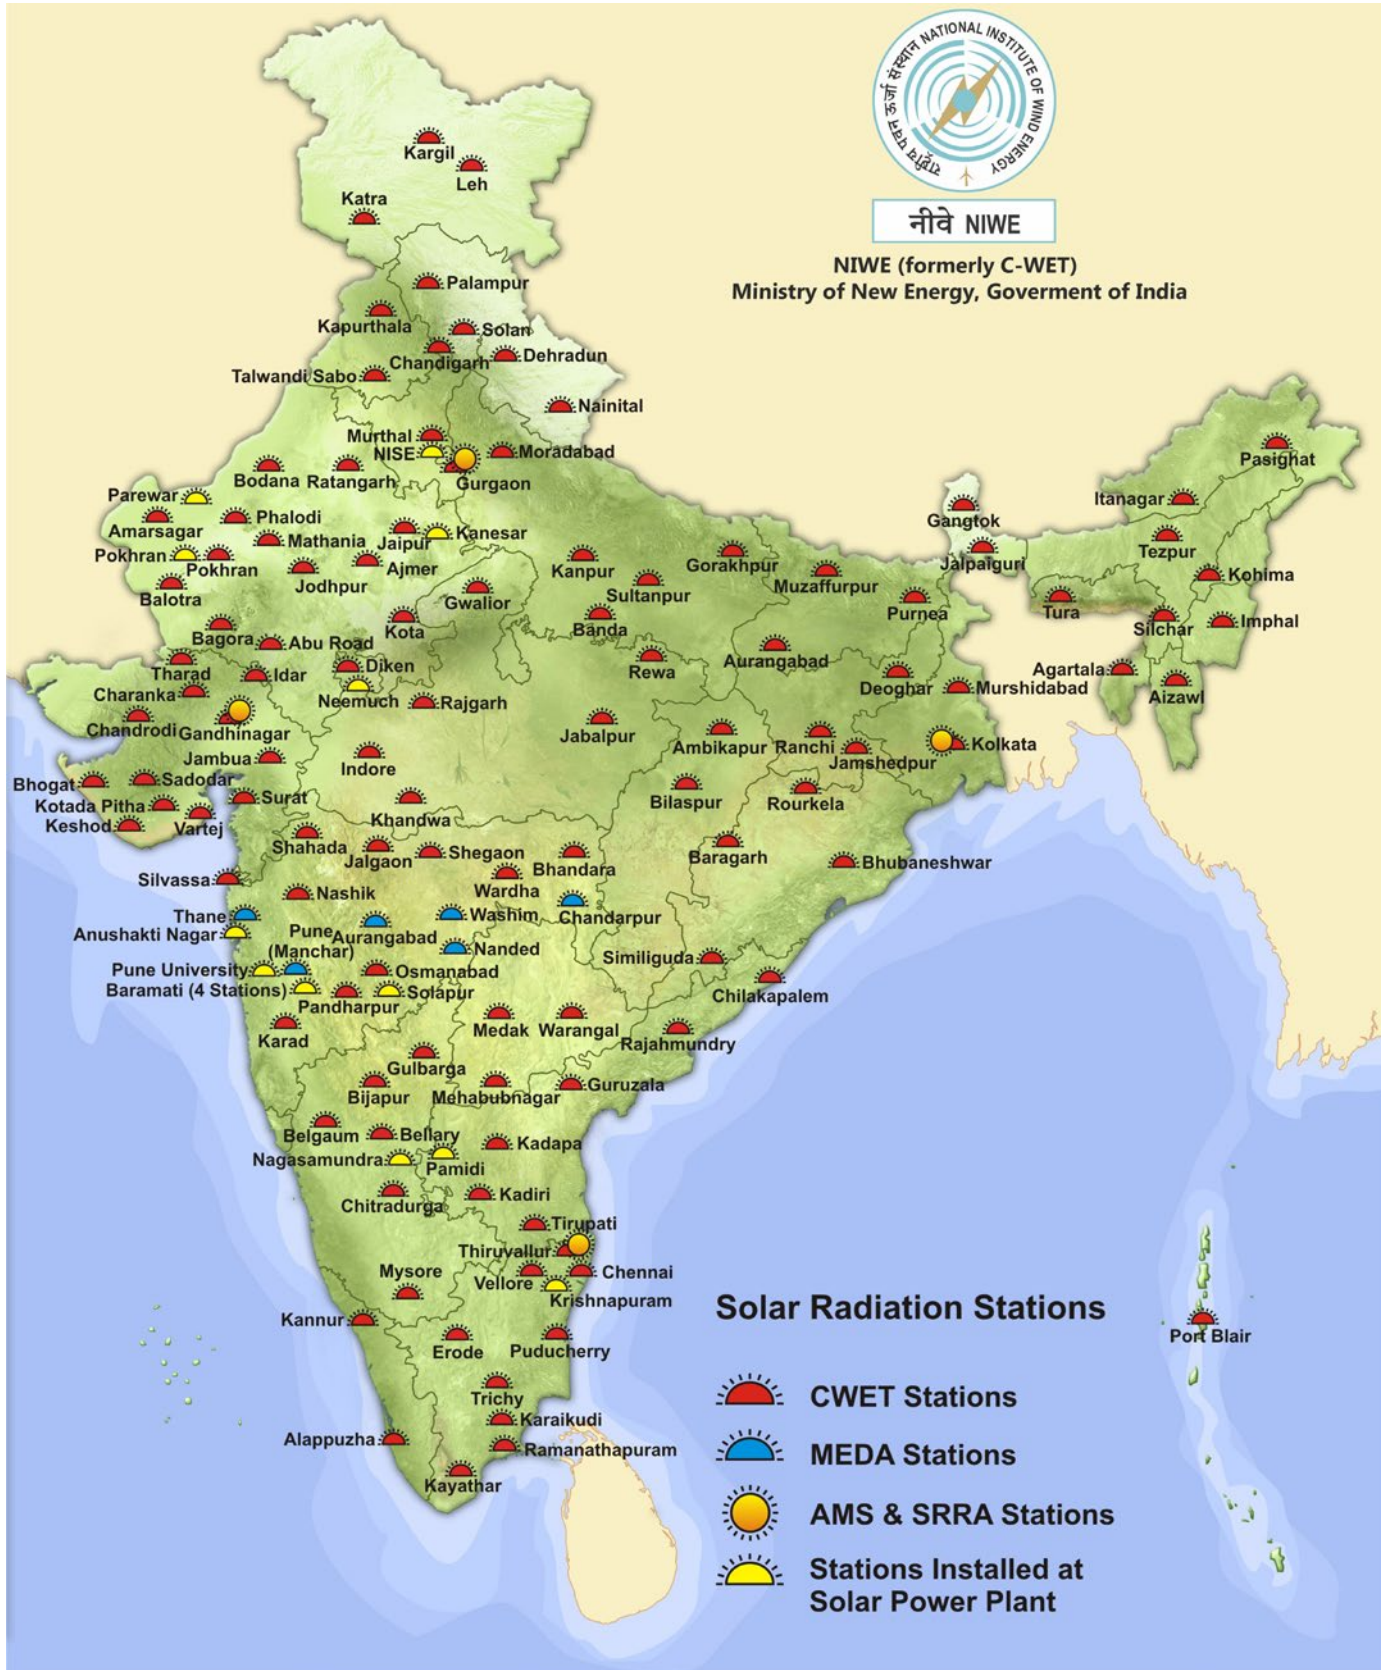 राष्ट्रीय पवन ऊर्जा संस्थान NATIONAL INSTITUTE OF WIND ENERGY
नीवे NIWE
NIWE (formerly C-WET)
Ministry of New Energy, Goverment of India
Kargil
Leh
Katra
Palampur
Kapurthala
Solan
Chandigarh
Dehradun
Talwandi Sabo
Nainital
Murthal
NISE
Moradabad
Gurgaon
Bodana
Ratangarh
Parewar
Amarsagar
Phalodi
Mathania
Jaipur
Kanesar
Pokhran
Pokhran
Jodhpur
Ajmer
Balotra
Gwalior
Kanpur
Sultanpur
Gorakhpur
Muzaffurpur
Purnea
Gangtok
Jalpaiguri
Itanagar
Pasighat
Tezpur
Kohima
Tura
Silchar
Imphal
Agartala
Aizawl
Bagora
Abu Road
Kota
Banda
Tharad
Idar
Diken
Neemuch
Rewa
Aurangabad
Deoghar
Murshidabad
Charanka
Chandrodi
Gandhinagar
Rajgarh
Jabalpur
Ambikapur
Ranchi
Jamshedpur
Kolkata
Jambua
Indore
Bhogat
Sadodar
Kotada Pitha
Keshod
Vartej
Surat
Khandwa
Bilaspur
Rourkela
Shahada
Jalgaon
Shegaon
Bhandara
Baragarh
Bhubaneshwar
Silvassa
Nashik
Wardha
Thane
Anushakti Nagar
Pune
(Manchar)
Aurangabad
Washim
Chandarpur
Nanded
Pune University
Baramati (4 Stations)
Osmanabad
Pandharpur
Solapur
Similiguda
Chilakapalem
Karad
Medak
Warangal
Rajahmundry
Gulbarga
Bijapur
Mehabubnagar
Guruzala
Belgaum
Bellary
Kadapa
Nagasamundra
Pamidi
Chitradurga
Kadiri
Tirupati
Thiruvallur
Mysore
Vellore
Chennai
Krishnapuram
Kannur
Erode
Puducherry
Trichy
Karaikudi
Alappuzha
Ramanathapuram
Kayathar
Port Blair
Solar Radiation Stations
CWET Stations
MEDA Stations
AMS & SRRA Stations
Stations Installed at
Solar Power Plant